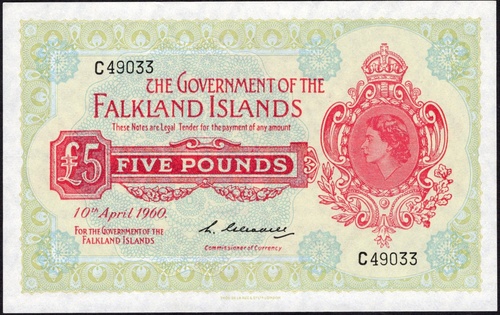 C49033
THE GOVERNMENT OF THE
FALKLAND ISLANDS
These Notes are Legal Tender for the payment of any amount
£5 FIVE POUNDS
10th April 1960.
FOR THE GOVERNMENT OF THE
FALKLAND ISLANDS
Commissioner of Currency
C49033